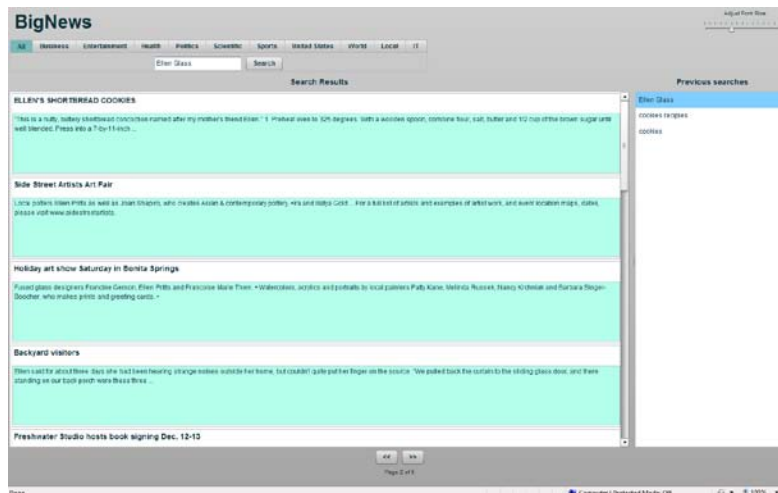 Adjust Font Size
BigNews
All Business Entertainment Health Politics Scientific Sports United States World Local IT
Ellen Glass Search
Search Results
Previous searches
ELLEN'S SHORTBREAD COOKIES
"This is a nutty, buttery shortbread concoction named after my mother's friend Ellen." 1. Preheat oven to 325 degrees. With a wooden spoon, combine flour, salt, butter and 1/2 cup of the brown sugar until
well blended. Press into a 7-by-11-inch ...
Ellen Glass
cookies recipes
cookies
Side Street Artists Art Fair
Local potters Ellen Pritts as well as Joan Shapiro, who creates Asian & contemporary pottery, Gold... For a full list of artists and examples of artist work, and event location maps, dates,
please visit www.sidestreetartists.
Holiday art show Saturday in Bonita Springs
Fused glass designers Francine Gerson, Ellen Pritts and Francoise Marie Thien. • Watercolors, acrylics and portraits by local painters Patty Kane, Melinda Russek, Nancy and Barbara
who makes prints and greeting cards. •
Backyard visitors
Ellen said for about three days she had been hearing strange noises outside her home, but couldn't quite put her finger on the source. "We pulled back the curtain to the sliding glass door, and there
standing on our back porch were these three ...
Freshwater Studio hosts book signing Dec. 12-13
<< >>
Page 2 of
Done Computer | Protected Mode: Off 100%